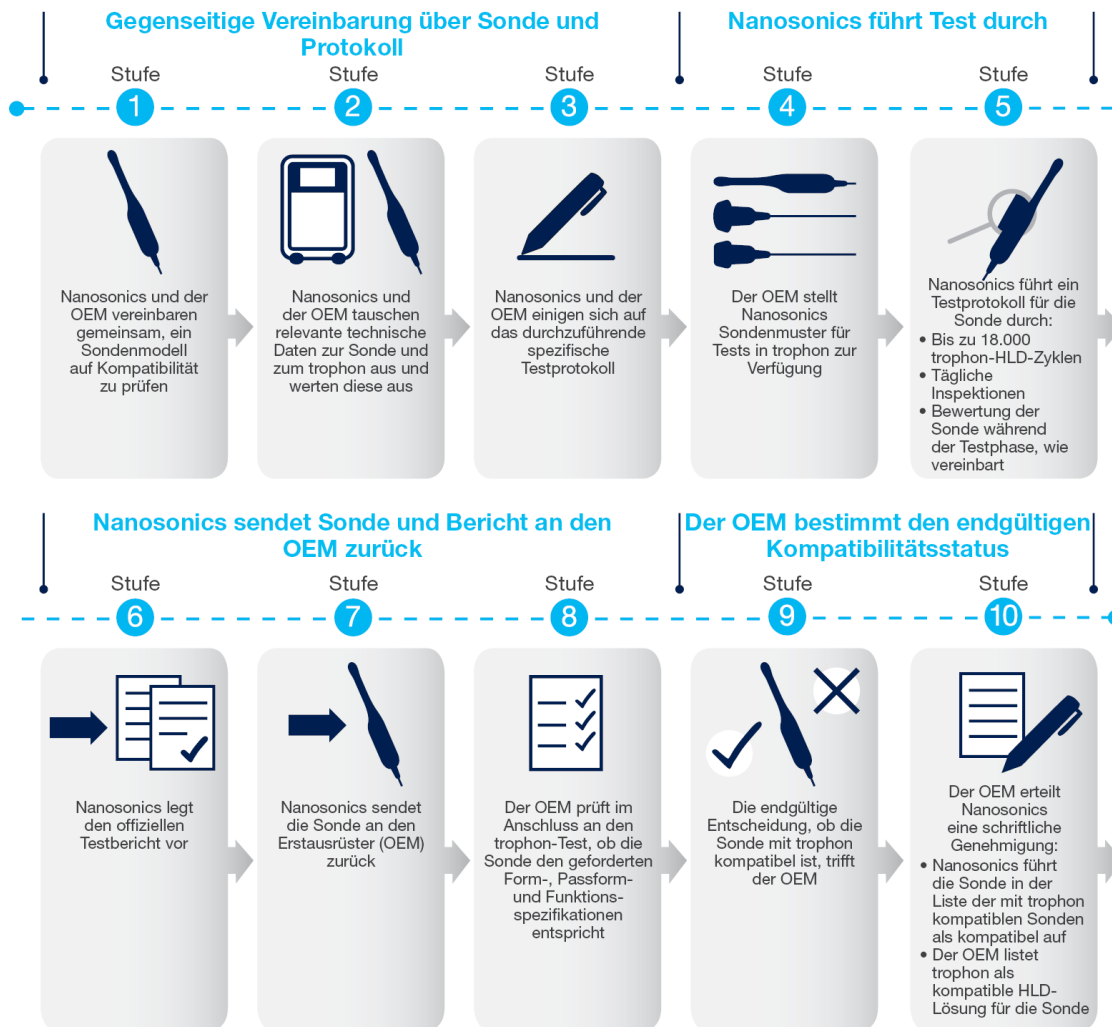 Gegenseitige Vereinbarung über Sonde und
Protokoll
Nanosonics führt Test durch
Stufe
1
Stufe
2
Stufe
3
Stufe
4
Stufe
5
Nanosonics und der
OEM vereinbaren
gemeinsam, ein
Sondenmodell
auf Kompatibilität
zu prüfen
Nanosonics und
der OEM tauschen
relevante technische
Daten zur Sonde und
zum trophon aus und
werten diese aus
Nanosonics und der
OEM einigen sich auf
das durchzuführende
spezifische
Testprotokoll
Der OEM stellt
Nanosonics
Sondenmuster für
Tests in trophon zur
Verfügung
Nanosonics führt ein
Testprotokoll für die
Sonde durch:
• Bis zu 18.000
trophon-HLD-Zyklen
• Tägliche
Inspektionen
• Bewertung der
Sonde während
der Testphase, wie
vereinbart
Nanosonics sendet Sonde und Bericht an den
OEM zurück
Der OEM bestimmt den endgültigen
Kompatibilitätsstatus
Stufe
6
Stufe
7
Stufe
8
Stufe
9
Stufe
10
Nanosonics legt
den offiziellen
Testbericht vor
Nanosonics sendet
die Sonde an den
Erstausrüster (OEM)
zurück
Der OEM prüft im
Anschluss an den
trophon-Test, ob die
Sonde den geforderten
Form-, Passform-
und Funktions-
spezifikationen
entspricht
Die endgültige
Entscheidung, ob die
Sonde mit trophon
kompatibel ist, trifft
der OEM
Der OEM erteilt
Nanosonics
eine schriftliche
Genehmigung:
• Nanosonics führt
die Sonde in der
Liste der mit trophon
kompatiblen Sonden
als kompatibel auf
• Der OEM listet
trophon als
kompatible HLD-
Lösung für die Sonde